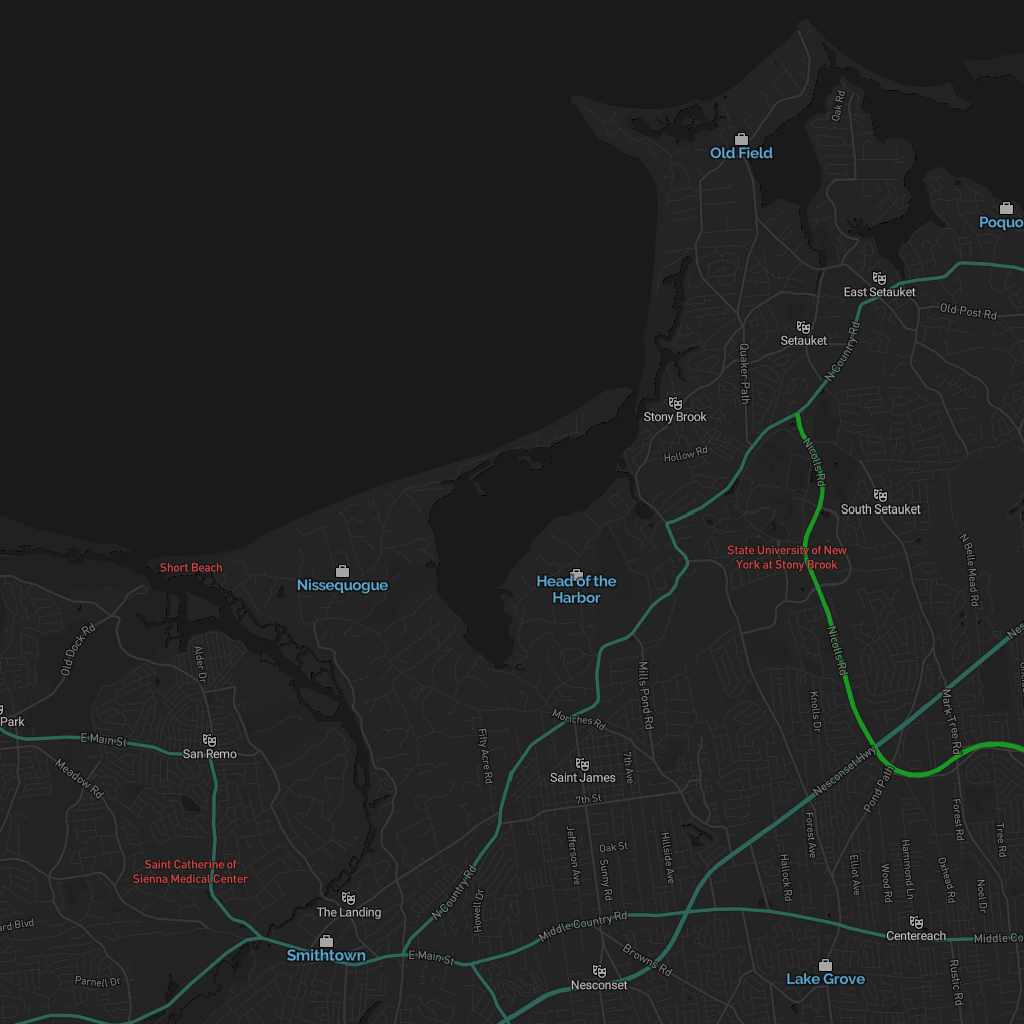 Oak Rd
Old Field
Poquo
East Setauket
Old Post Rd
Setauket
N Country Rd
Quaker Path
Stony Brook
Hollow Rd
Nicolls Rd
South Setauket
State University of New
York at Stony Brook
N Belle Mead Rd
Short Beach
Nissequogue
Head of the
Harbor
Nes
Old Dock Rd
Alder Dr
Nicolls Rd
Mills Pond Rd
Knolls Dr
Mark Tree Rd
Park
E Main St
San Remo
Moriches Rd
Fifty Acre Rd
Meadow Rd
Saint James
7th Ave
Nesconset Hwy
Pond Path
7th St
Forest Ave
Forest Rd
Tree Rd
Jefferson Ave
Oak St
Sunny Rd
Hillside Ave
Hallock Rd
Elliot Ave
Wood Rd
Hammond Ln
Oxhead Rd
Noel Dr
Saint Catherine of
Sienna Medical Center
The Landing
N Country Rd
Howell Dr
Middle Country Rd
Centereach
Middle Co
ard Blvd
Smithtown
E Main St
Browns Rd
Nesconset
Lake Grove
Parnell Dr
Rustic Rd